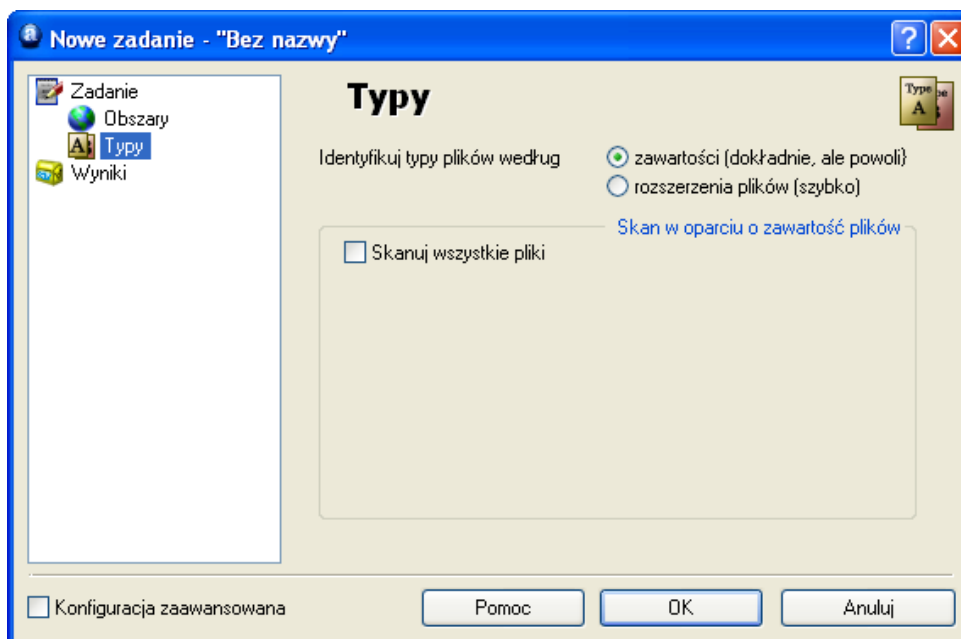 Nowe zadanie - "Bez nazwy"
Zadanie
Obszary
Typy
Wyniki
Typy
Type
A
Identyfikuj typy plików według
zawartości (dokładnie, ale powoli}
rozszerzenia plików (szybko)
Skan w oparciu o zawartość plików
Skanuj wszystkie pliki
Konfiguracja zaawansowana
Pomoc
OK
Anuluj